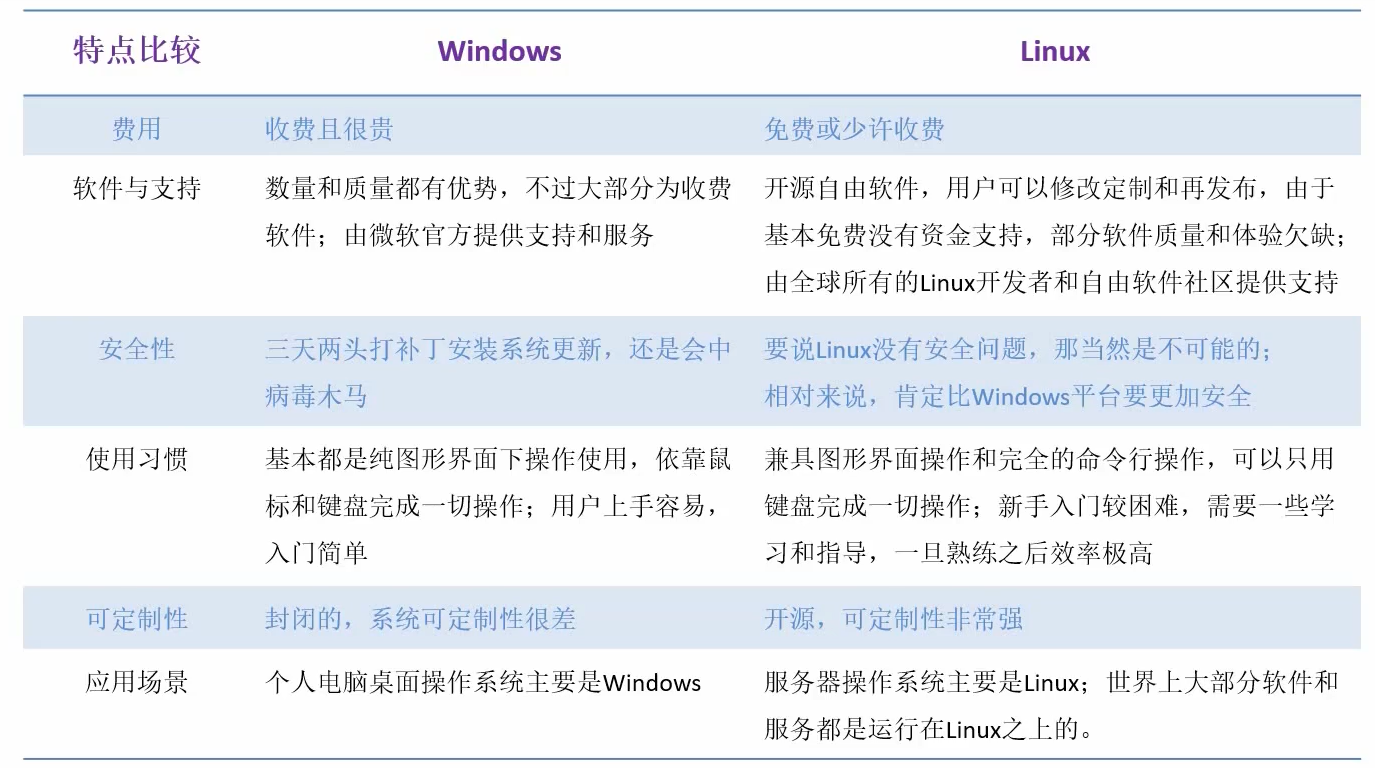 特点比较 Windows Linux
费用 收费且很贵 免费或少许收费
软件与支持 数量和质量都有优势，不过大部分为收费 开源自由软件，用户可以修改定制和再发布，由于
软件；由微软官方提供支持和服务 基本免费没有资金支持，部分软件质量和体验欠缺；
由全球所有的Linux开发者和自由软件社区提供支持
安全性 三天两头打补丁安装系统更新，还是会中 要说Linux没有安全问题，那当然是不可能的；
病毒木马 相对来说，肯定比Windows平台要更加安全
使用习惯 基本都是纯图形界面下操作使用，依靠鼠 兼具图形界面操作和完全的命令行操作，可以只用
标和键盘完成一切操作；用户上手容易， 键盘完成一切操作；新手入门较困难，需要一些学
入门简单 习和指导，一旦熟练之后效率极高
可定制性 封闭的，系统可定制性很差 开源，可定制性非常强
应用场景 个人电脑桌面操作系统主要是Windows 服务器操作系统主要是Linux；世界上大部分软件和
服务都是运行在Linux之上的。